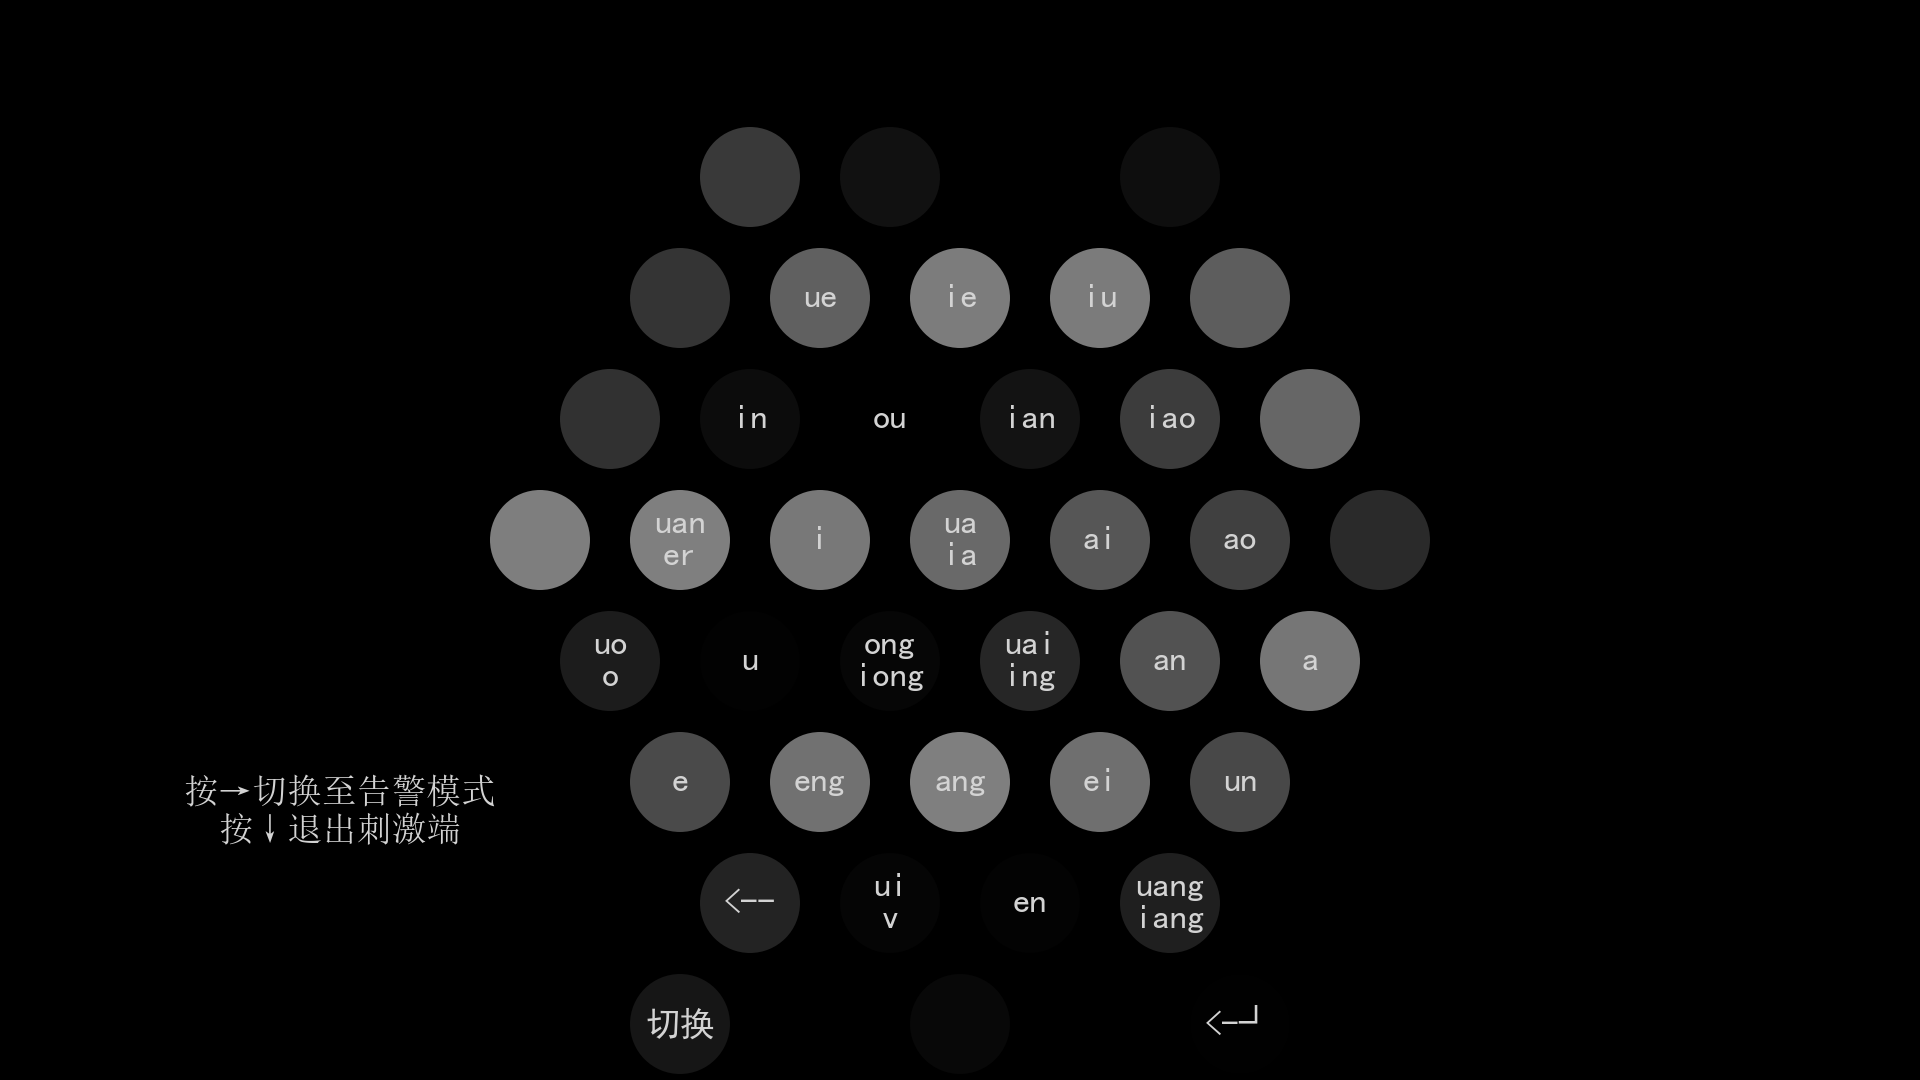 ue ie iu
in ou ian iao
uan
er
i
ua
ia
ai
ao
uo
o
u
ong
iong
uai
ing
an
a
e eng ang ei un
按→切换至告警模式
按↓退出刺激端
<--
ui
v
en
uang
iang
切换
<-┘